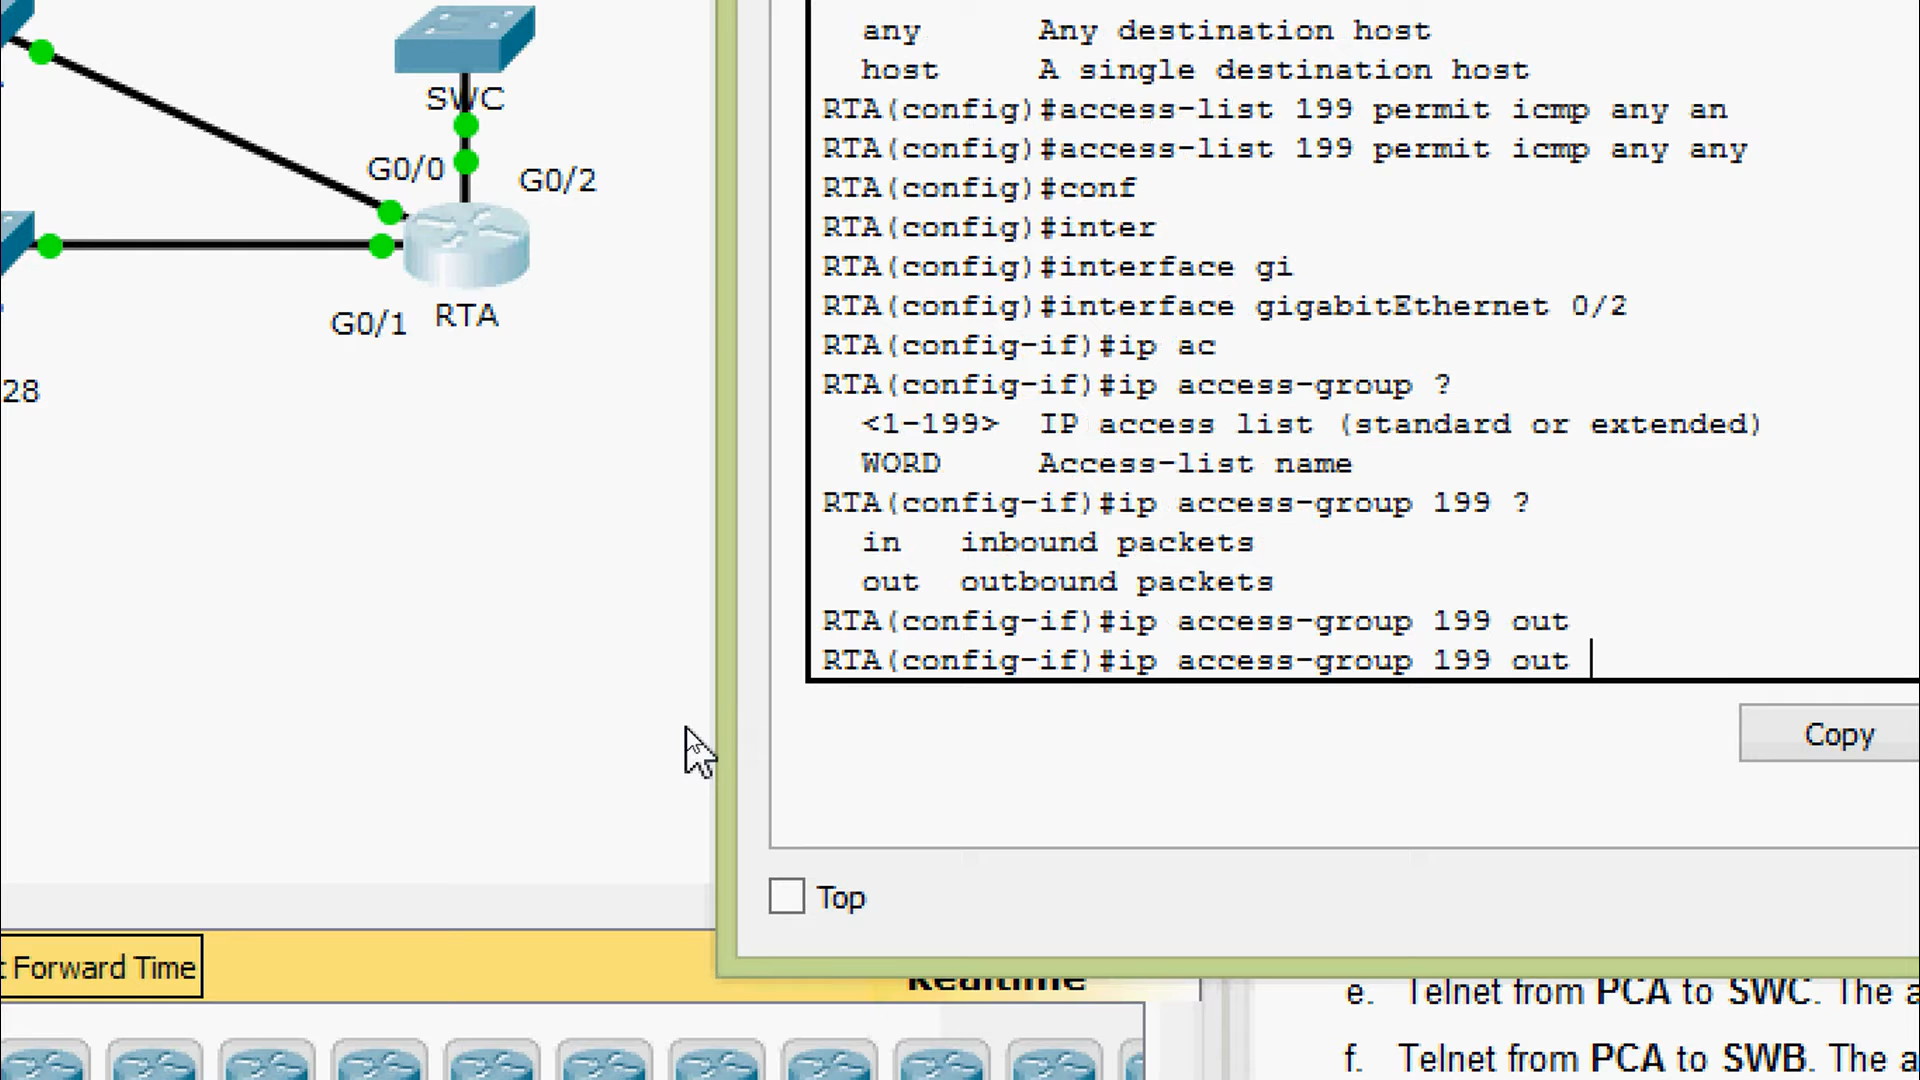 SWC
G0/0
G0/2
G0/1
RTA
28
any Any destination host
host A single destination host
RTA(config)#access-list 199 permit icmp any an
RTA(config)#access-list 199 permit icmp any any
RTA(config)#conf
RTA(config)#inter
RTA(config)#interface gi
RTA(config)#interface gigabitEthernet 0/2
RTA(config-if)#ip ac
RTA(config-if)#ip access-group ?
<1-199> IP access list (standard or extended)
WORD Access-list name
RTA(config-if)#ip access-group 199 ?
in inbound packets
out outbound packets
RTA(config-if)#ip access-group 199 out
RTA(config-if)#ip access-group 199 out
Copy
Top
t Forward Time
Realtime
e. Telnet from PCA to SWC. The a
f. Telnet from PCA to SWB. The a